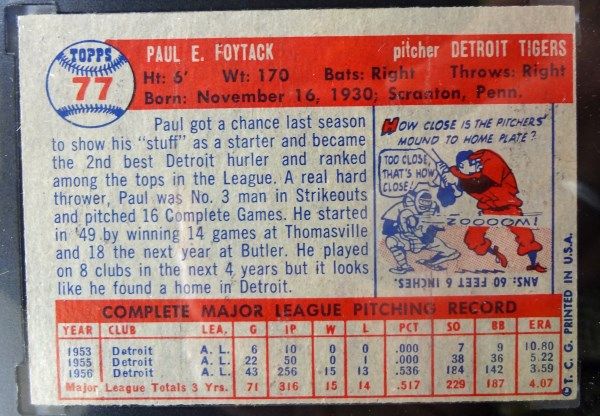 TOPPS
77
PAUL E. FOYTACK pitcher DETROIT TIGERS
Ht: 6' Wt: 170 Bats: Right Throws: Right
Born: November 16, 1930; Scranton, Penn.
Paul got a chance last season
to show his "stuff" as a starter and became
the 2nd best Detroit hurler and ranked
among the tops in the League. A real hard
thrower, Paul was No. 3 man in Strikeouts
and pitched 16 Complete Games. He started
in '49 by winning 14 games at Thomasville
and 18 the next year at Butler. He played
on 8 clubs in the next 4 years but it looks
like he found a home in Detroit.
HOW CLOSE IS THE PITCHERS'
MOUND TO HOME PLATE?
TOO CLOSE,
THAT'S HOW
CLOSE!
ZOOOOM!
ANS: 60 FEET 6 INCHES.
COMPLETE MAJOR LEAGUE PITCHING RECORD
YEAR CLUB LEA. G IP W L PCT SO BB ERA
1953 Detroit A. L. 6 10 0 0 .000 7 9 10.80
1955 Detroit A. L. 22 50 0 1 .000 38 36 5.22
1956 Detroit A. L. 43 256 15 13 .536 184 142 3.59
Major League Totals 3 Yrs. 71 316 15 14 .517 229 187 4.07
© T. C. G. PRINTED IN U.S.A.